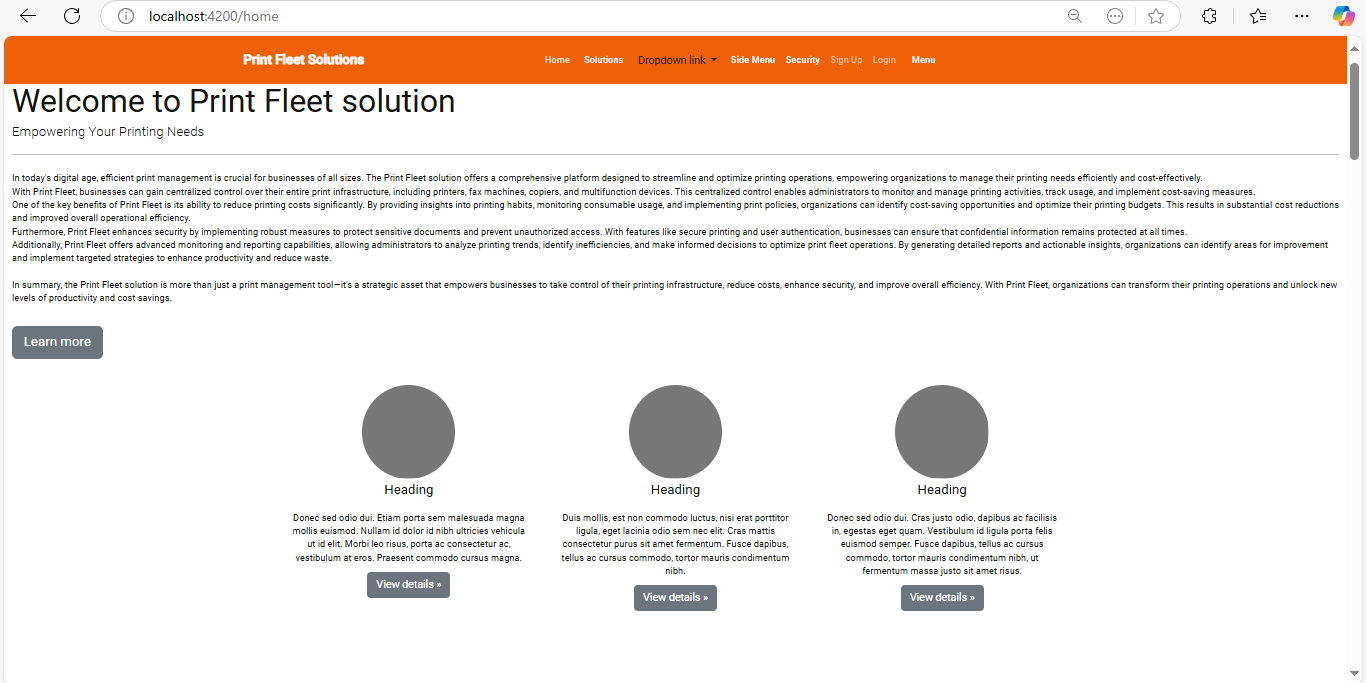 localhost:4200/home
Print Fleet Solutions
Home Solutions Dropdown link Side Menu Security Sign Up Login Menu
Welcome to Print Fleet solution
Empowering Your Printing Needs
In today's digital age, efficient print management is crucial for businesses of all sizes. The Print Fleet solution offers a comprehensive platform designed to streamline and optimize printing operations, empowering organizations to manage their printing needs efficiently and cost-effectively.
With Print Fleet, businesses can gain centralized control over their entire print infrastructure, including printers, fax machines, copiers, and multifunction devices. This centralized control enables administrators to monitor and manage printing activities, track usage, and implement cost-saving measures.
One of the key benefits of Print Fleet is its ability to reduce printing costs significantly. By providing insights into printing habits, monitoring consumable usage, and implementing print policies, organizations can identify cost-saving opportunities and optimize their printing budgets. This results in substantial cost reductions
and improved overall operational efficiency.
Furthermore, Print Fleet enhances security by implementing robust measures to protect sensitive documents and prevent unauthorized access. With features like secure printing and user authentication, businesses can ensure that confidential information remains protected at all times.
Additionally, Print Fleet offers advanced monitoring and reporting capabilities, allowing administrators to analyze printing trends, identify inefficiencies, and make informed decisions to optimize print fleet operations. By generating detailed reports and actionable insights, organizations can identify areas for improvement
and implement targeted strategies to enhance productivity and reduce waste.
In summary, the Print Fleet solution is more than just a print management tool—it's a strategic asset that empowers businesses to take control of their printing infrastructure, reduce costs, enhance security, and improve overall efficiency. With Print Fleet, organizations can transform their printing operations and unlock new
levels of productivity and cost savings.
Learn more
Heading
Donec sed odio dui. Etiam porta sem malesuada magna
mollis euismod. Nullam id dolor id nibh ultricies vehicula
ut id elit. Morbi leo risus, porta ac consectetur ac,
vestibulum at eros. Praesent commodo cursus magna.
View details »
Heading
Duis mollis, est non commodo luctus, nisi erat porttitor
ligula, eget lacinia odio sem nec elit. Cras mattis
consectetur purus sit amet fermentum. Fusce dapibus,
tellus ac cursus commodo, tortor mauris condimentum
nibh.
View details »
Heading
Donec sed odio dui. Cras justo odio, dapibus ac facilisis
in, egestas eget quam. Vestibulum id ligula porta felis
euismod semper. Fusce dapibus, tellus ac cursus
commodo, tortor mauris condimentum nibh, ut
fermentum massa justo sit amet risus.
View details »